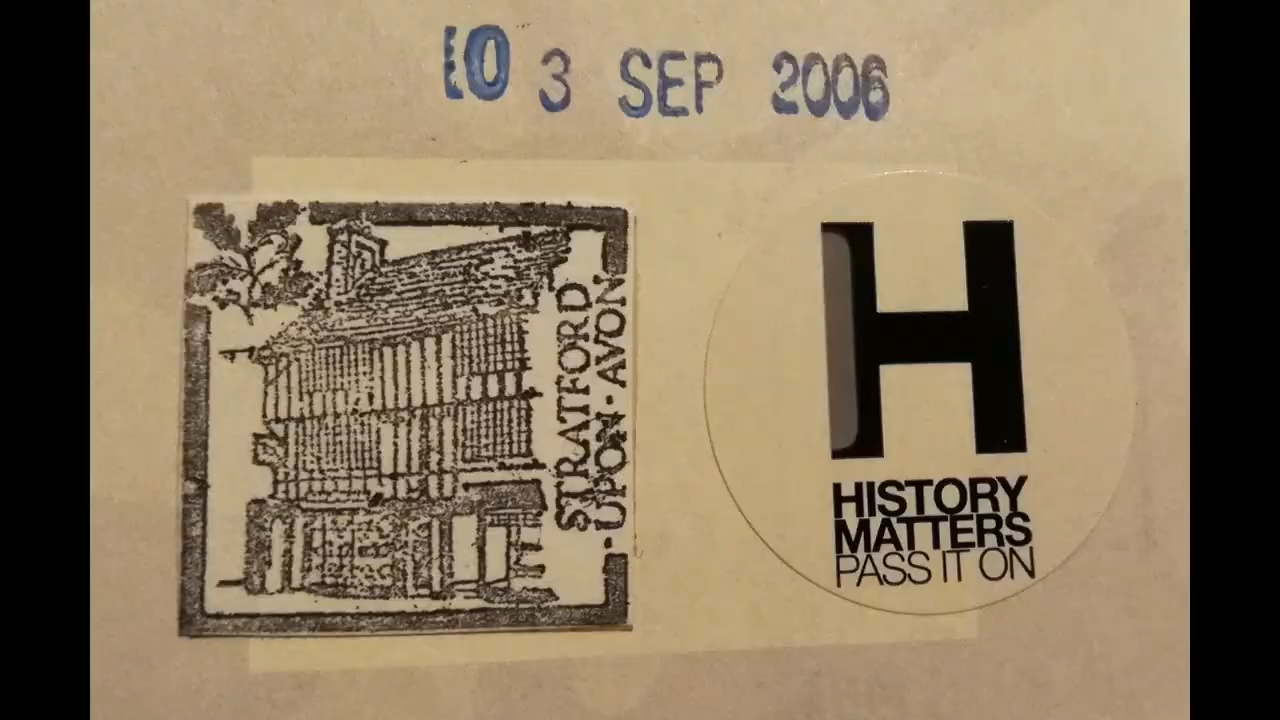 10 3 SEP 2006
STRATFORD
-UPON-AVON
H
HISTORY
MATTERS
PASS IT ON